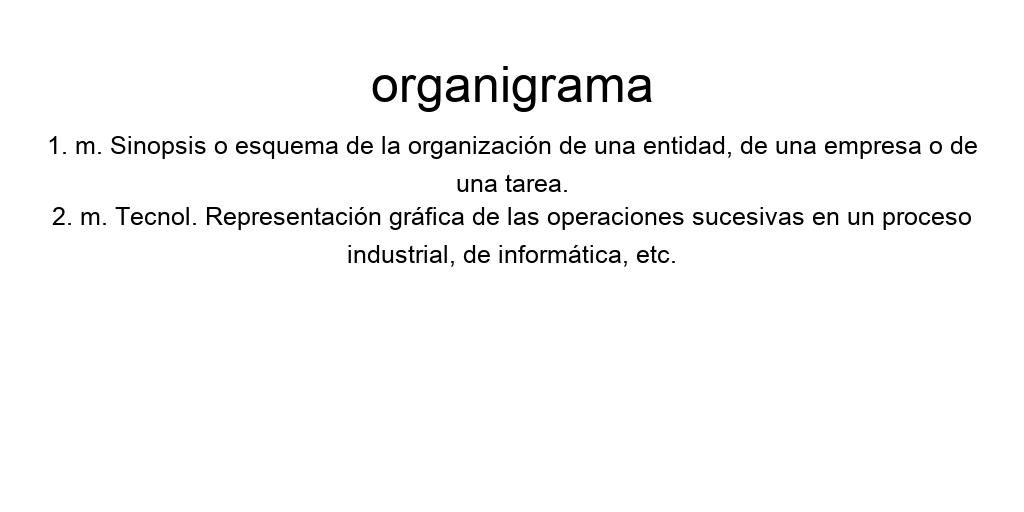 organigrama
1. m. Sinopsis o esquema de la organización de una entidad, de una empresa o de
una tarea.
2. m. Tecnol. Representación gráfica de las operaciones sucesivas en un proceso
industrial, de informática, etc.